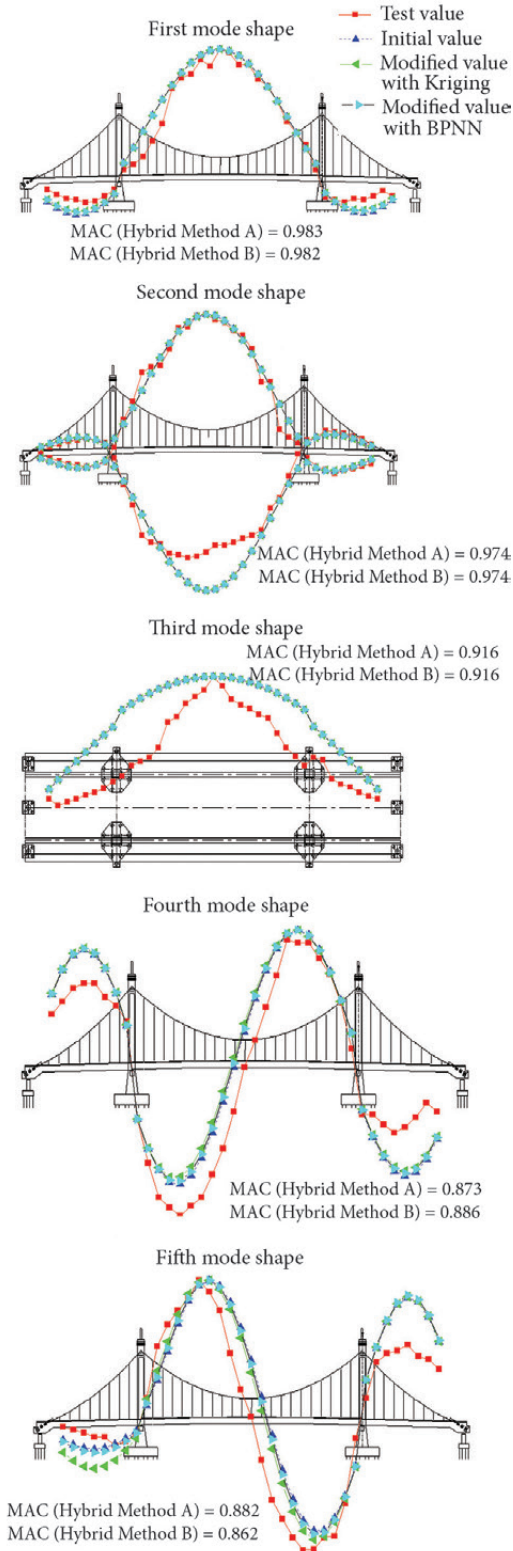 First mode shape
Test value
Initial value
Modified value
with Kriging
Modified value
with BPNN
MAC (Hybrid Method A) = 0.983
MAC (Hybrid Method B) = 0.982
Second mode shape
MAC (Hybrid Method A) = 0.974
MAC (Hybrid Method B) = 0.974
Third mode shape
MAC (Hybrid Method A) = 0.916
MAC (Hybrid Method B) = 0.916
Fourth mode shape
MAC (Hybrid Method A) = 0.873
MAC (Hybrid Method B) = 0.886
Fifth mode shape
MAC (Hybrid Method A) = 0.882
MAC (Hybrid Method B) = 0.862